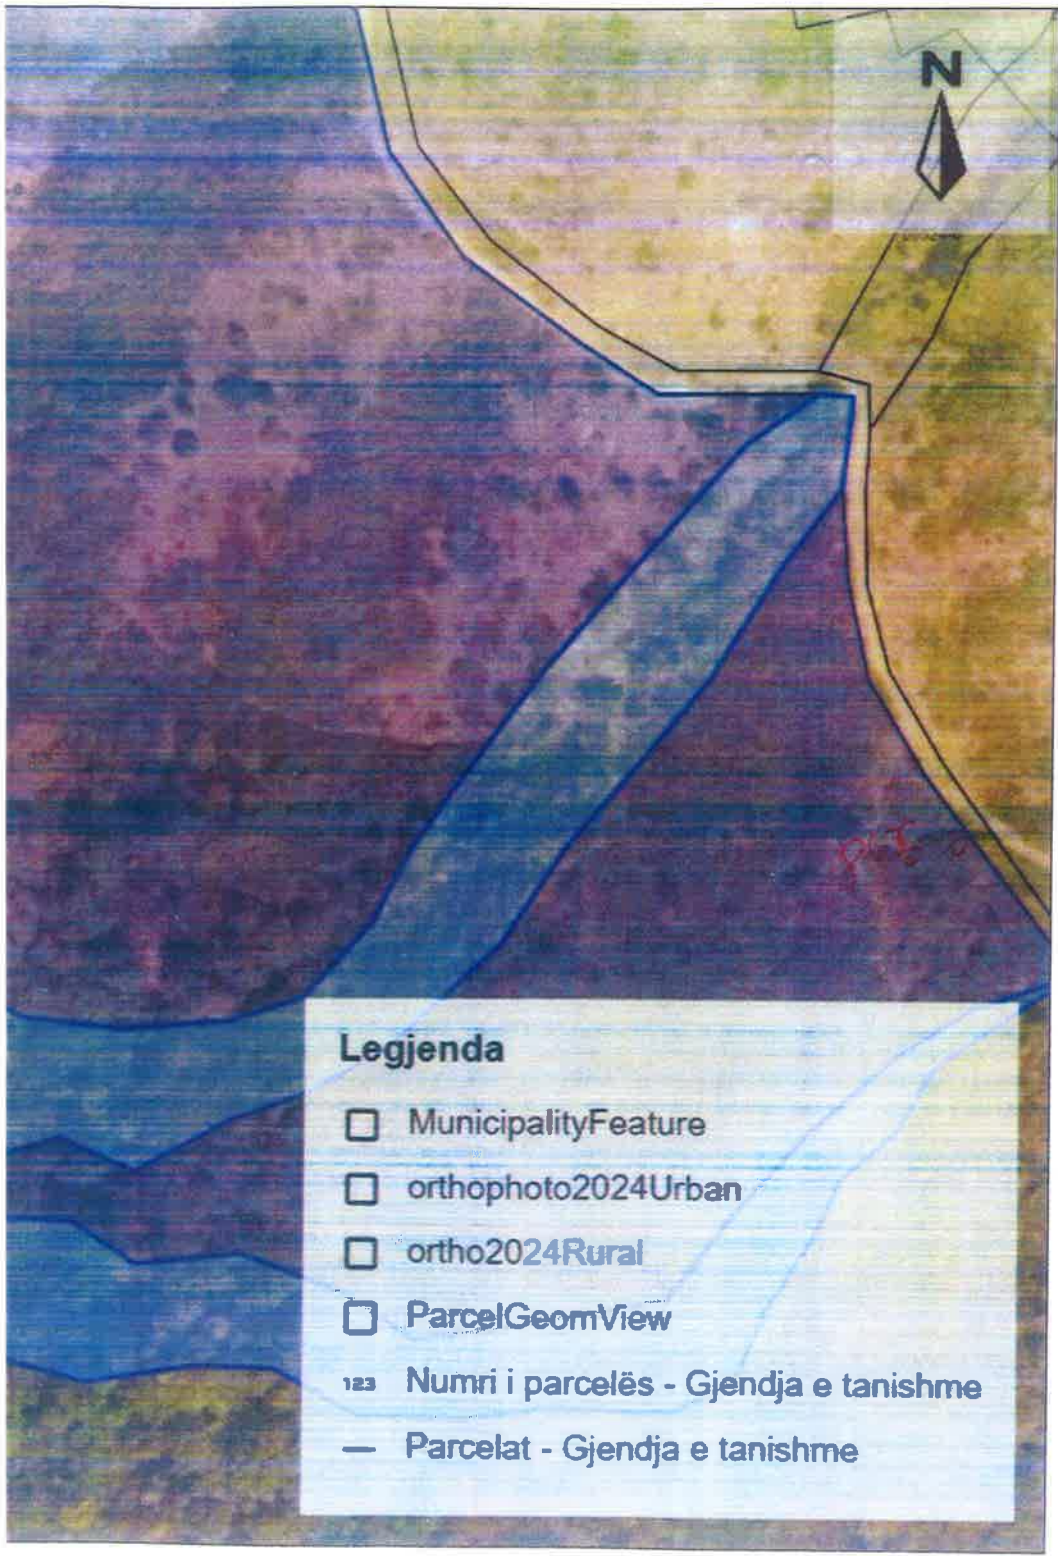 N
Legjenda
MunicipalityFeature
orthophoto2024Urban
ortho2024Rural
ParcelGeomView
123 Numri i parcelës - Gjendja e tanishme
Parcelat - Gjendja e tanishme